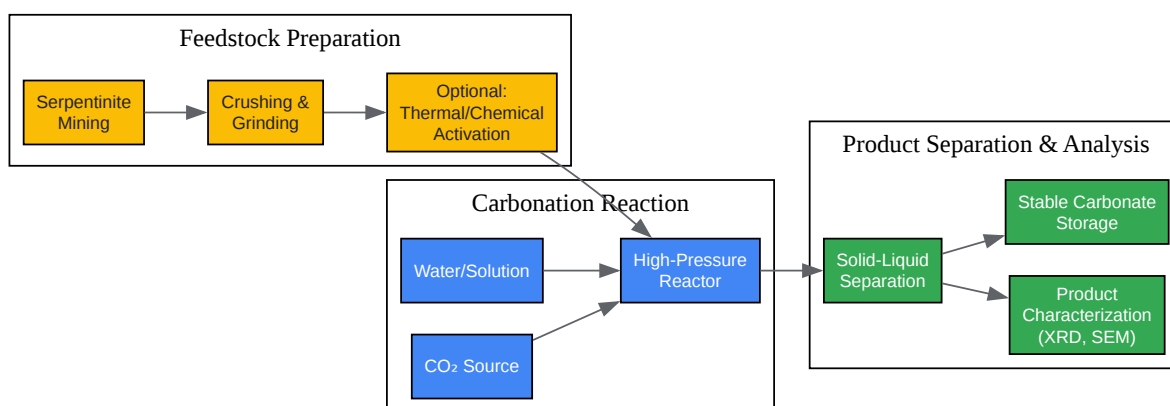 Feedstock Preparation
Serpentinite
Mining
Crushing &
Grinding
Optional:
Thermal/Chemical
Activation
Carbonation Reaction
Water/Solution
CO₂ Source
High-Pressure
Reactor
Product Separation & Analysis
Solid-Liquid
Separation
Stable Carbonate
Storage
Product
Characterization
(XRD, SEM)